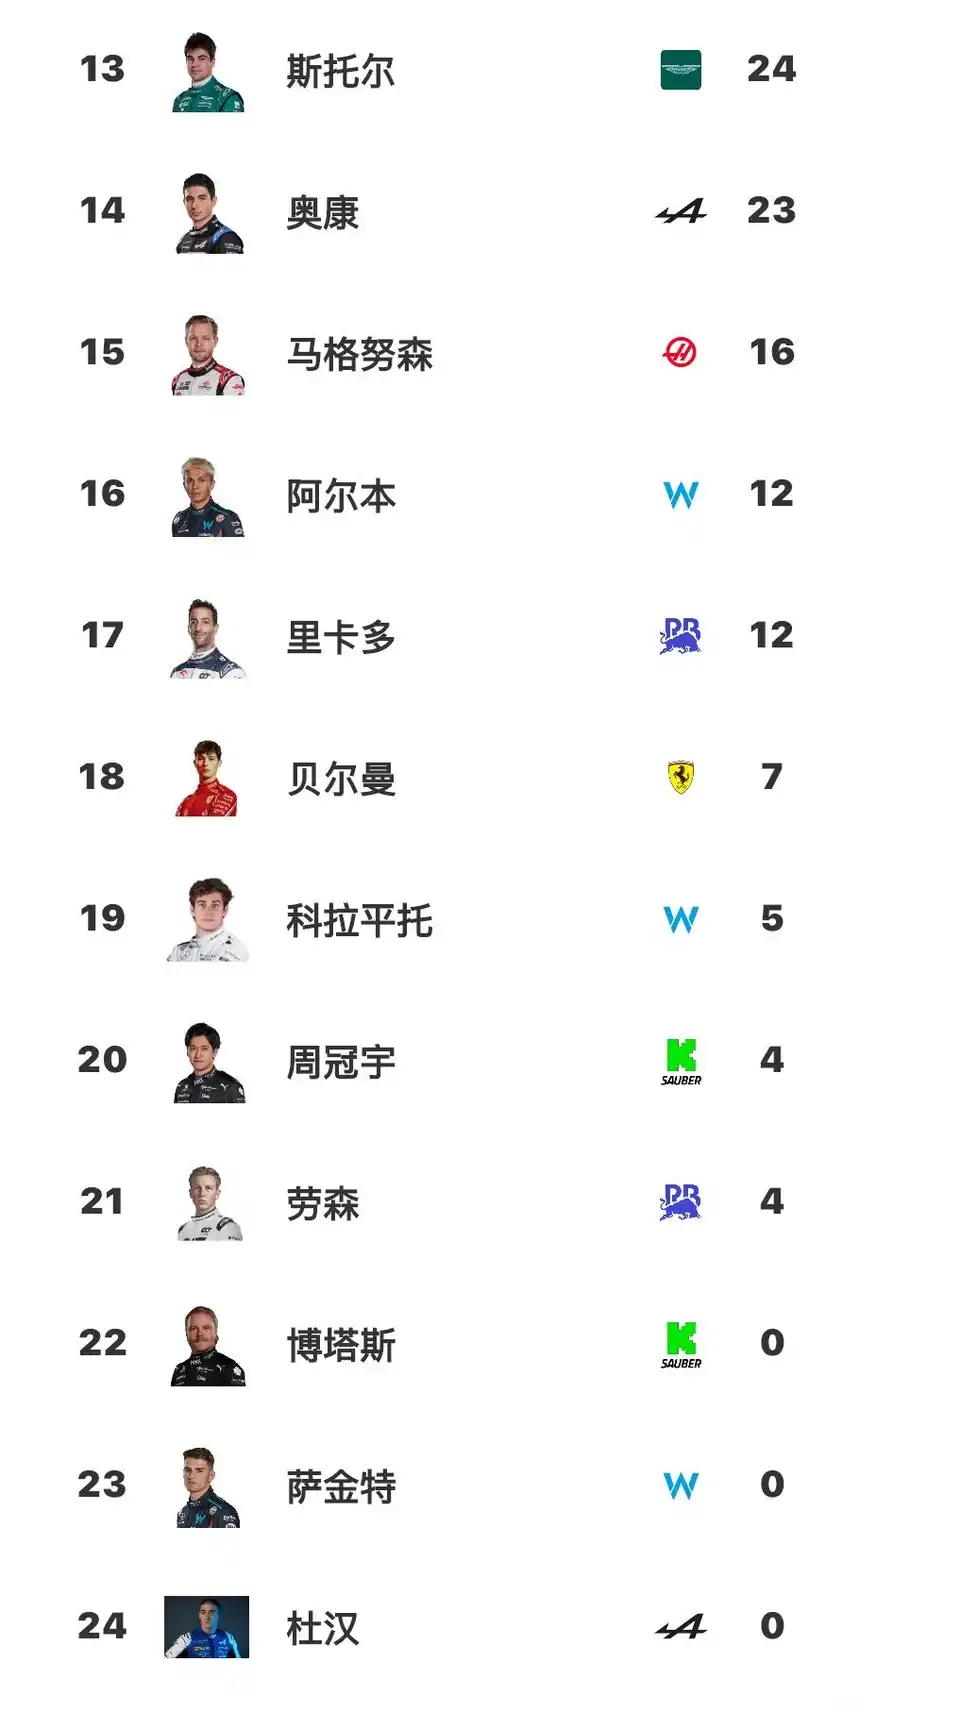 13 斯托尔 24
14 奥康 23
15 马格努森 16
16 阿尔本 12
17 里卡多 12
18 贝尔曼 7
19 科拉平托 5
20 周冠宇 SAUBER 4
21 劳森 4
22 博塔斯 SAUBER 0
23 萨金特 0
24 杜汉 0